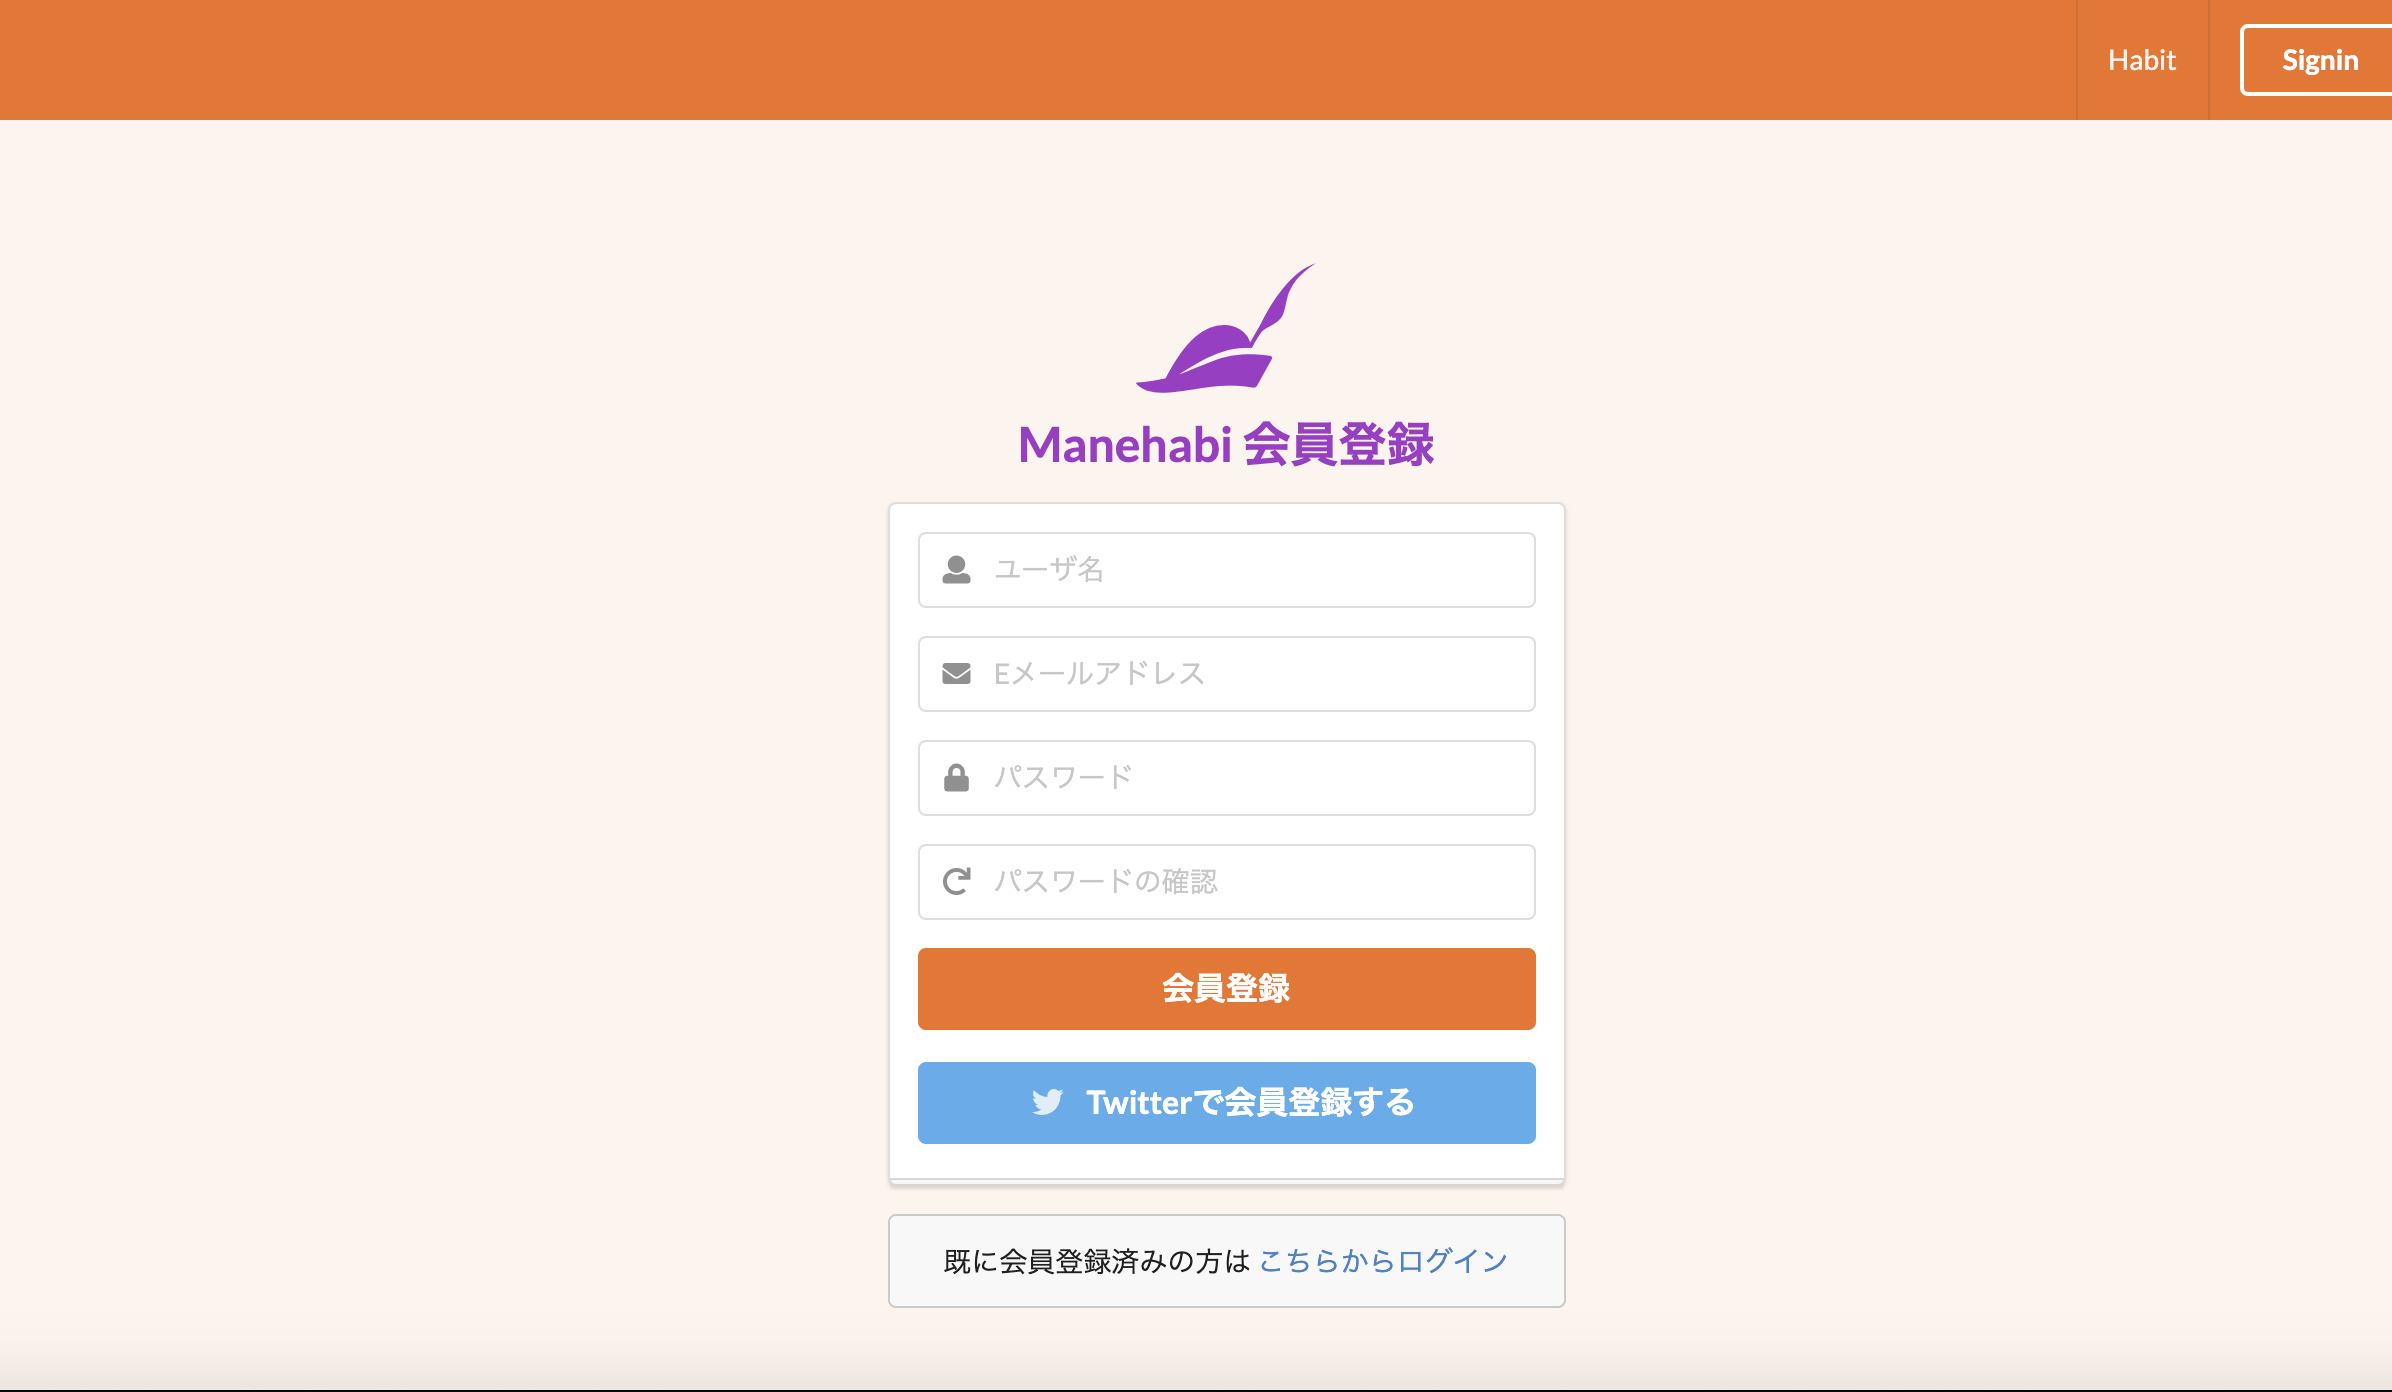 Habit
Signin
Manehabi 会員登録
ユーザ名
Eメールアドレス
パスワード
パスワードの確認
会員登録
Twitterで会員登録する
既に会員登録済みの方は こちらからログイン